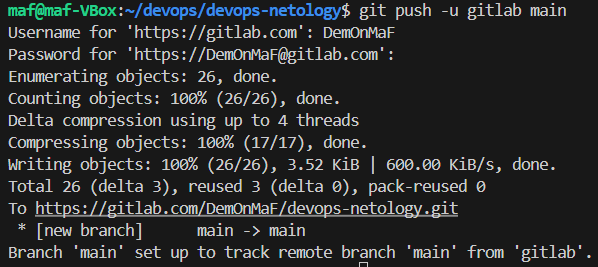 maf@maf-VBox:~/devops/devops-netology$ git push -u gitlab main
Username for 'https://gitlab.com': DemOnMaF
Password for 'https://DemOnMaF@gitlab.com':
Enumerating objects: 26, done.
Counting objects: 100% (26/26), done.
Delta compression using up to 4 threads
Compressing objects: 100% (17/17), done.
Writing objects: 100% (26/26), 3.52 KiB | 600.00 KiB/s, done.
Total 26 (delta 3), reused 3 (delta 0), pack-reused 0
To https://gitlab.com/DemOnMaF/devops-netology.git
 * [new branch]      main -> main
Branch 'main' set up to track remote branch 'main' from 'gitlab'.